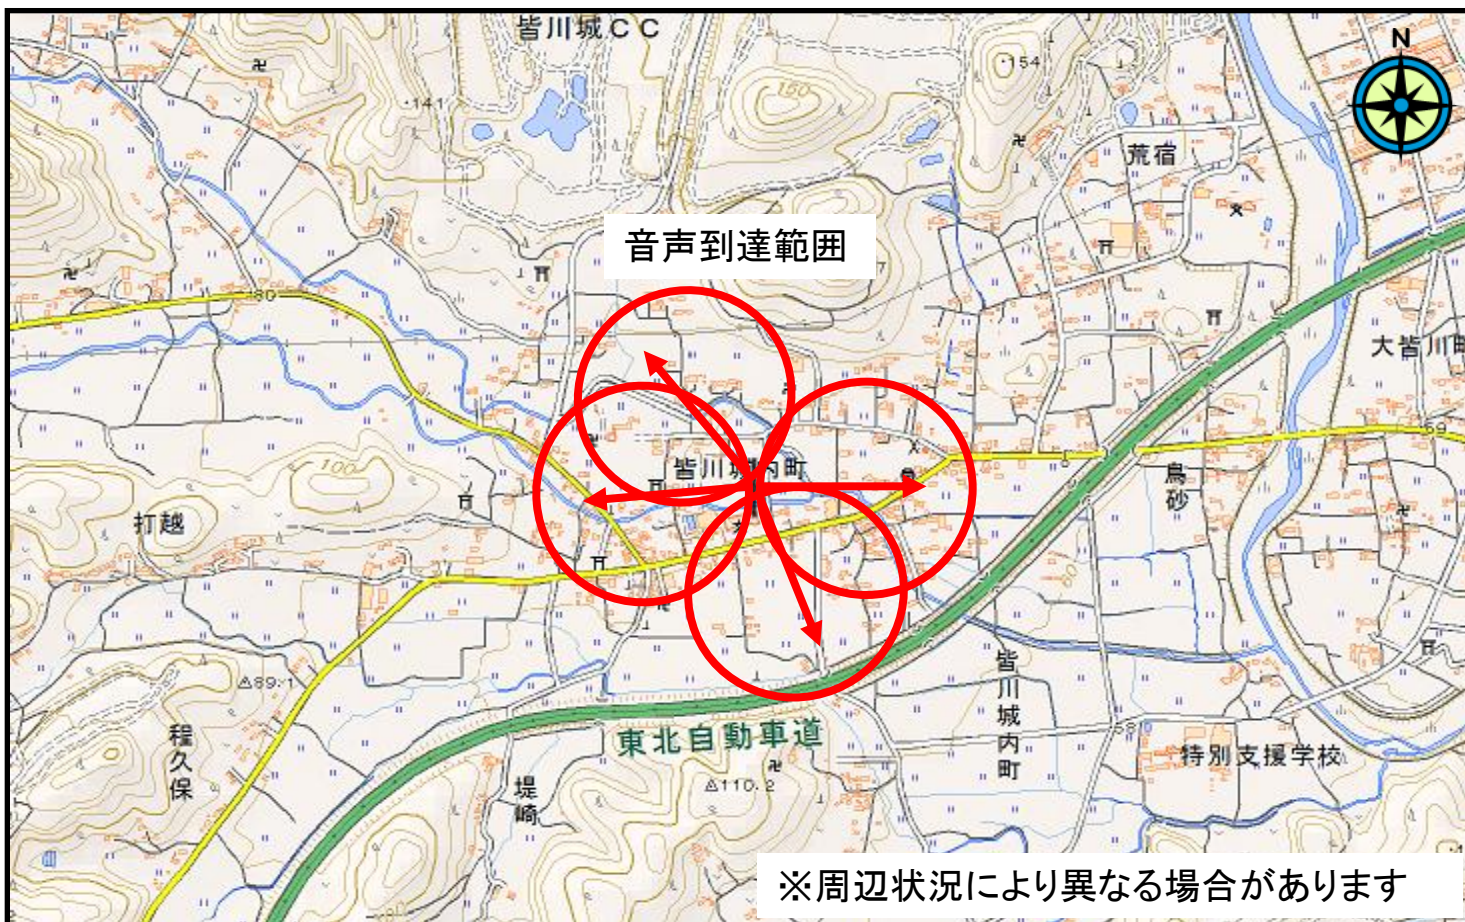 皆川城CC
N
・154
・141
150
荒宿
音声到達範囲
80
大皆川町
59
皆川城内町
鳥砂
100
打越
60
皆川城内町
△89.1
程久保
東北自動車道
58
特別支援学校
堤崎
△110.2
※周辺状況により異なる場合があります